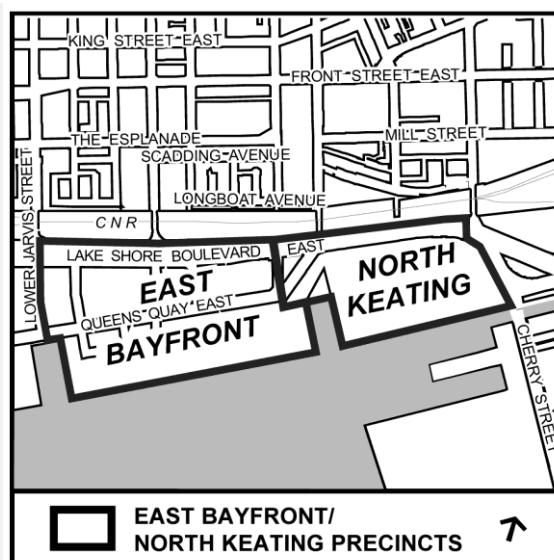 KING STREET EAST
FRONT STREET EAST
THE ESPLANADE
MILL STREET
SCADDING AVENUE
LONGBOAT AVENUE
LOWER JARVIS STREET
CNR
LAKE SHORE BOULEVARD EAST
EAST
BAYFRONT
NORTH
KEATING
QUEENS QUAY EAST
CHERRY STREET
EAST BAYFRONT/
NORTH KEATING PRECINCTS